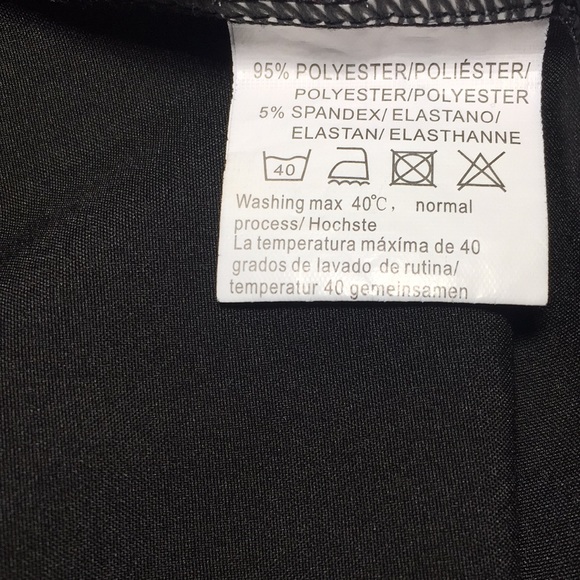 95% POLYESTER/POLIÉSTER/
POLYESTER/POLYESTER
5% SPANDEX/ ELASTANO/
ELASTAN/ ELASTHANNE
40
Washing max 40℃, normal
process/Hochste
La temperatura máxima de 40
grados de lavado de rutina/
temperatur 40 gemeinsamen